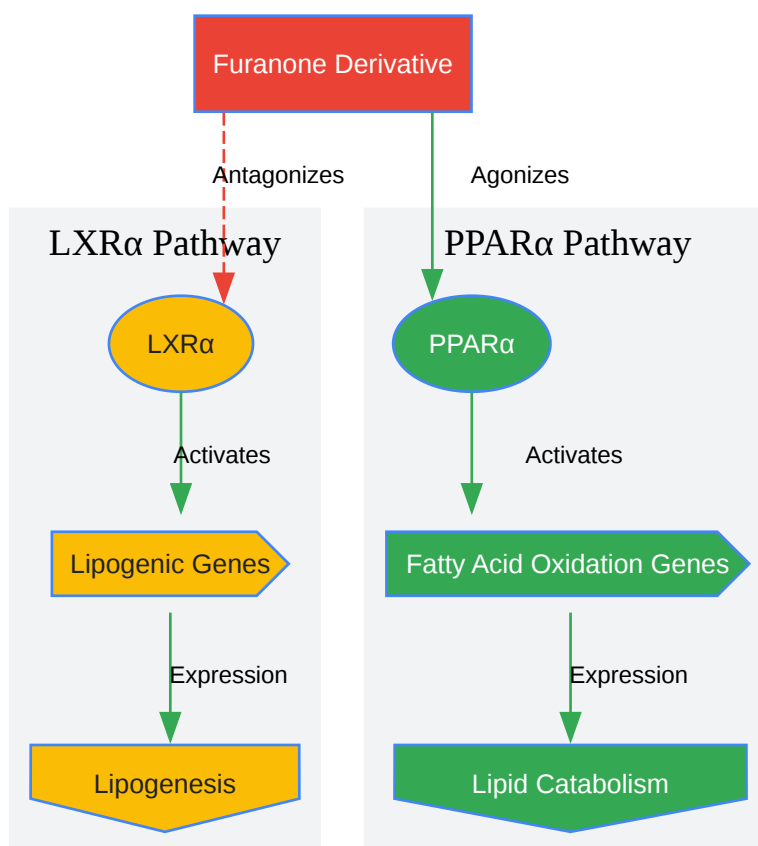 Furanone Derivative
Antagonizes
Agonizes
LXRα Pathway
PPARα Pathway
LXRα
PPARα
Activates
Activates
Lipogenic Genes
Fatty Acid Oxidation Genes
Expression
Expression
Lipogenesis
Lipid Catabolism